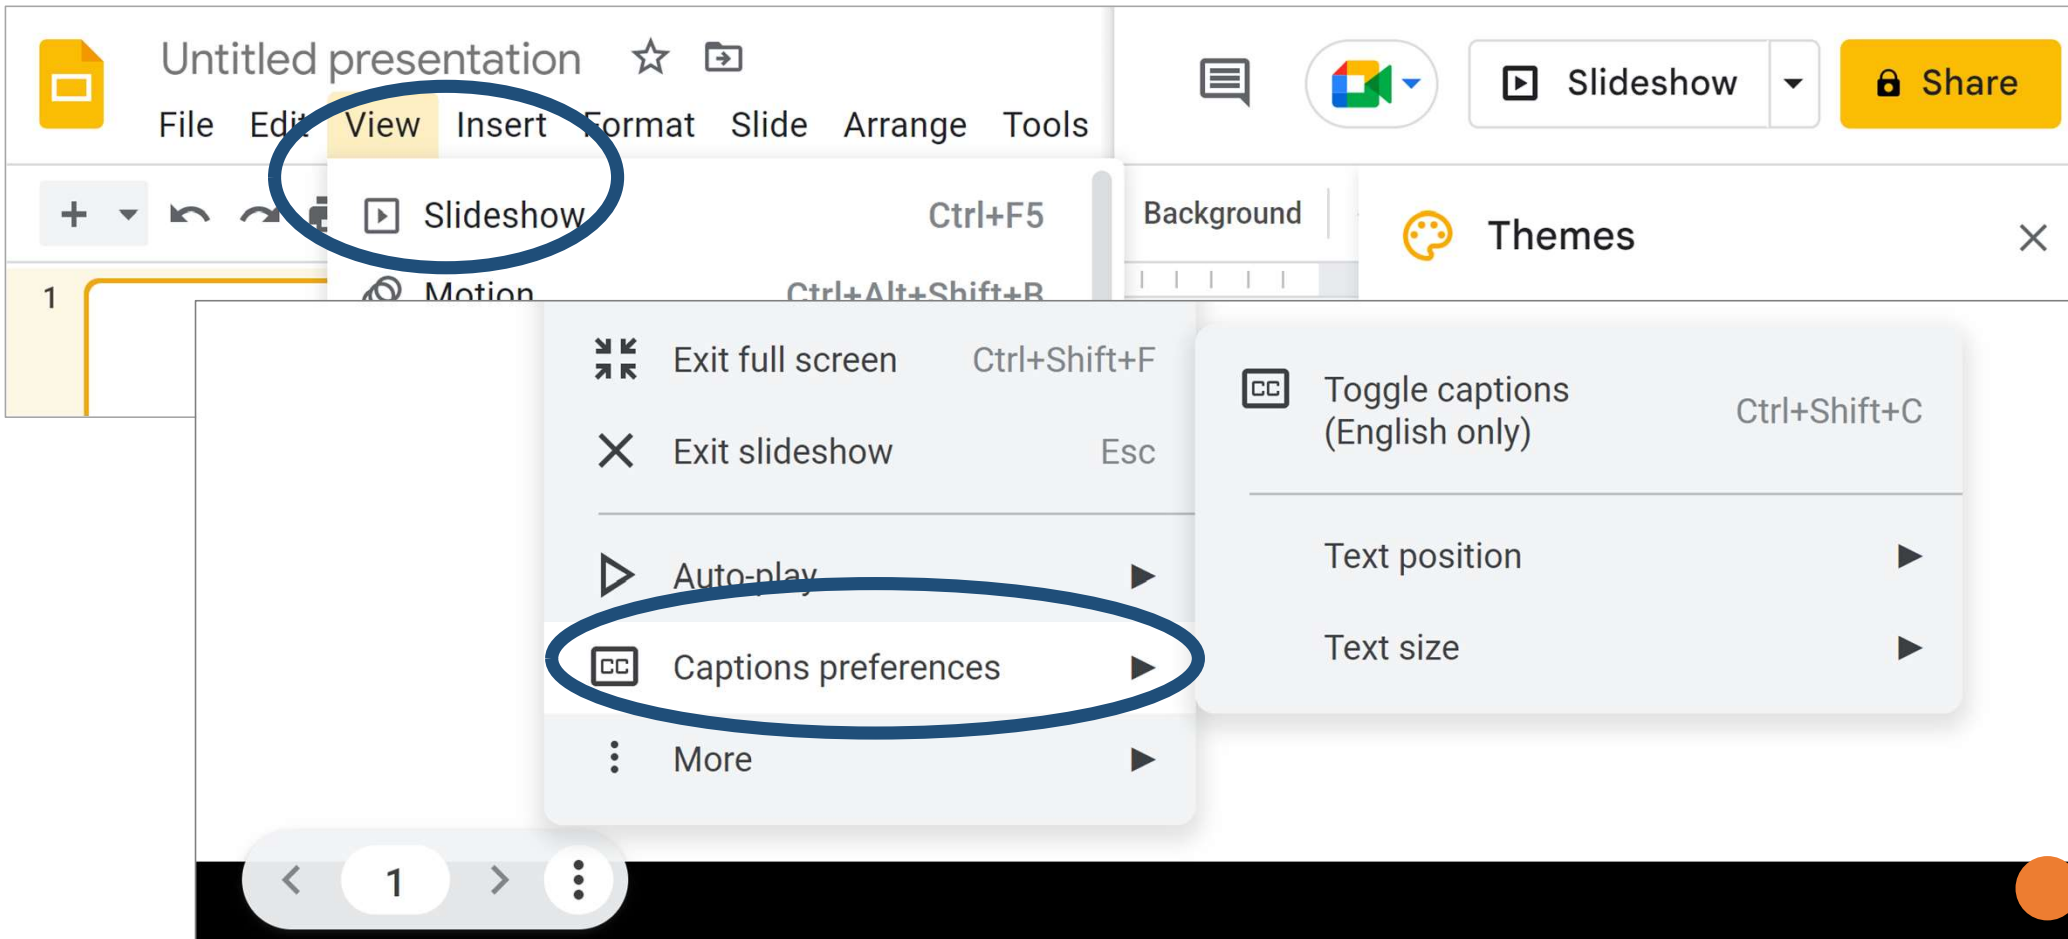 Untitled presentation
File Edit View Insert Format Slide Arrange Tools
Slideshow
Share
Slideshow Ctrl+F5
Background
Themes
Motion Ctrl+Alt+Shift+B
1
Exit full screen Ctrl+Shift+F
Exit slideshow Esc
Auto-play
CC Captions preferences
More
CC Toggle captions
(English only) Ctrl+Shift+C
Text position
Text size
1